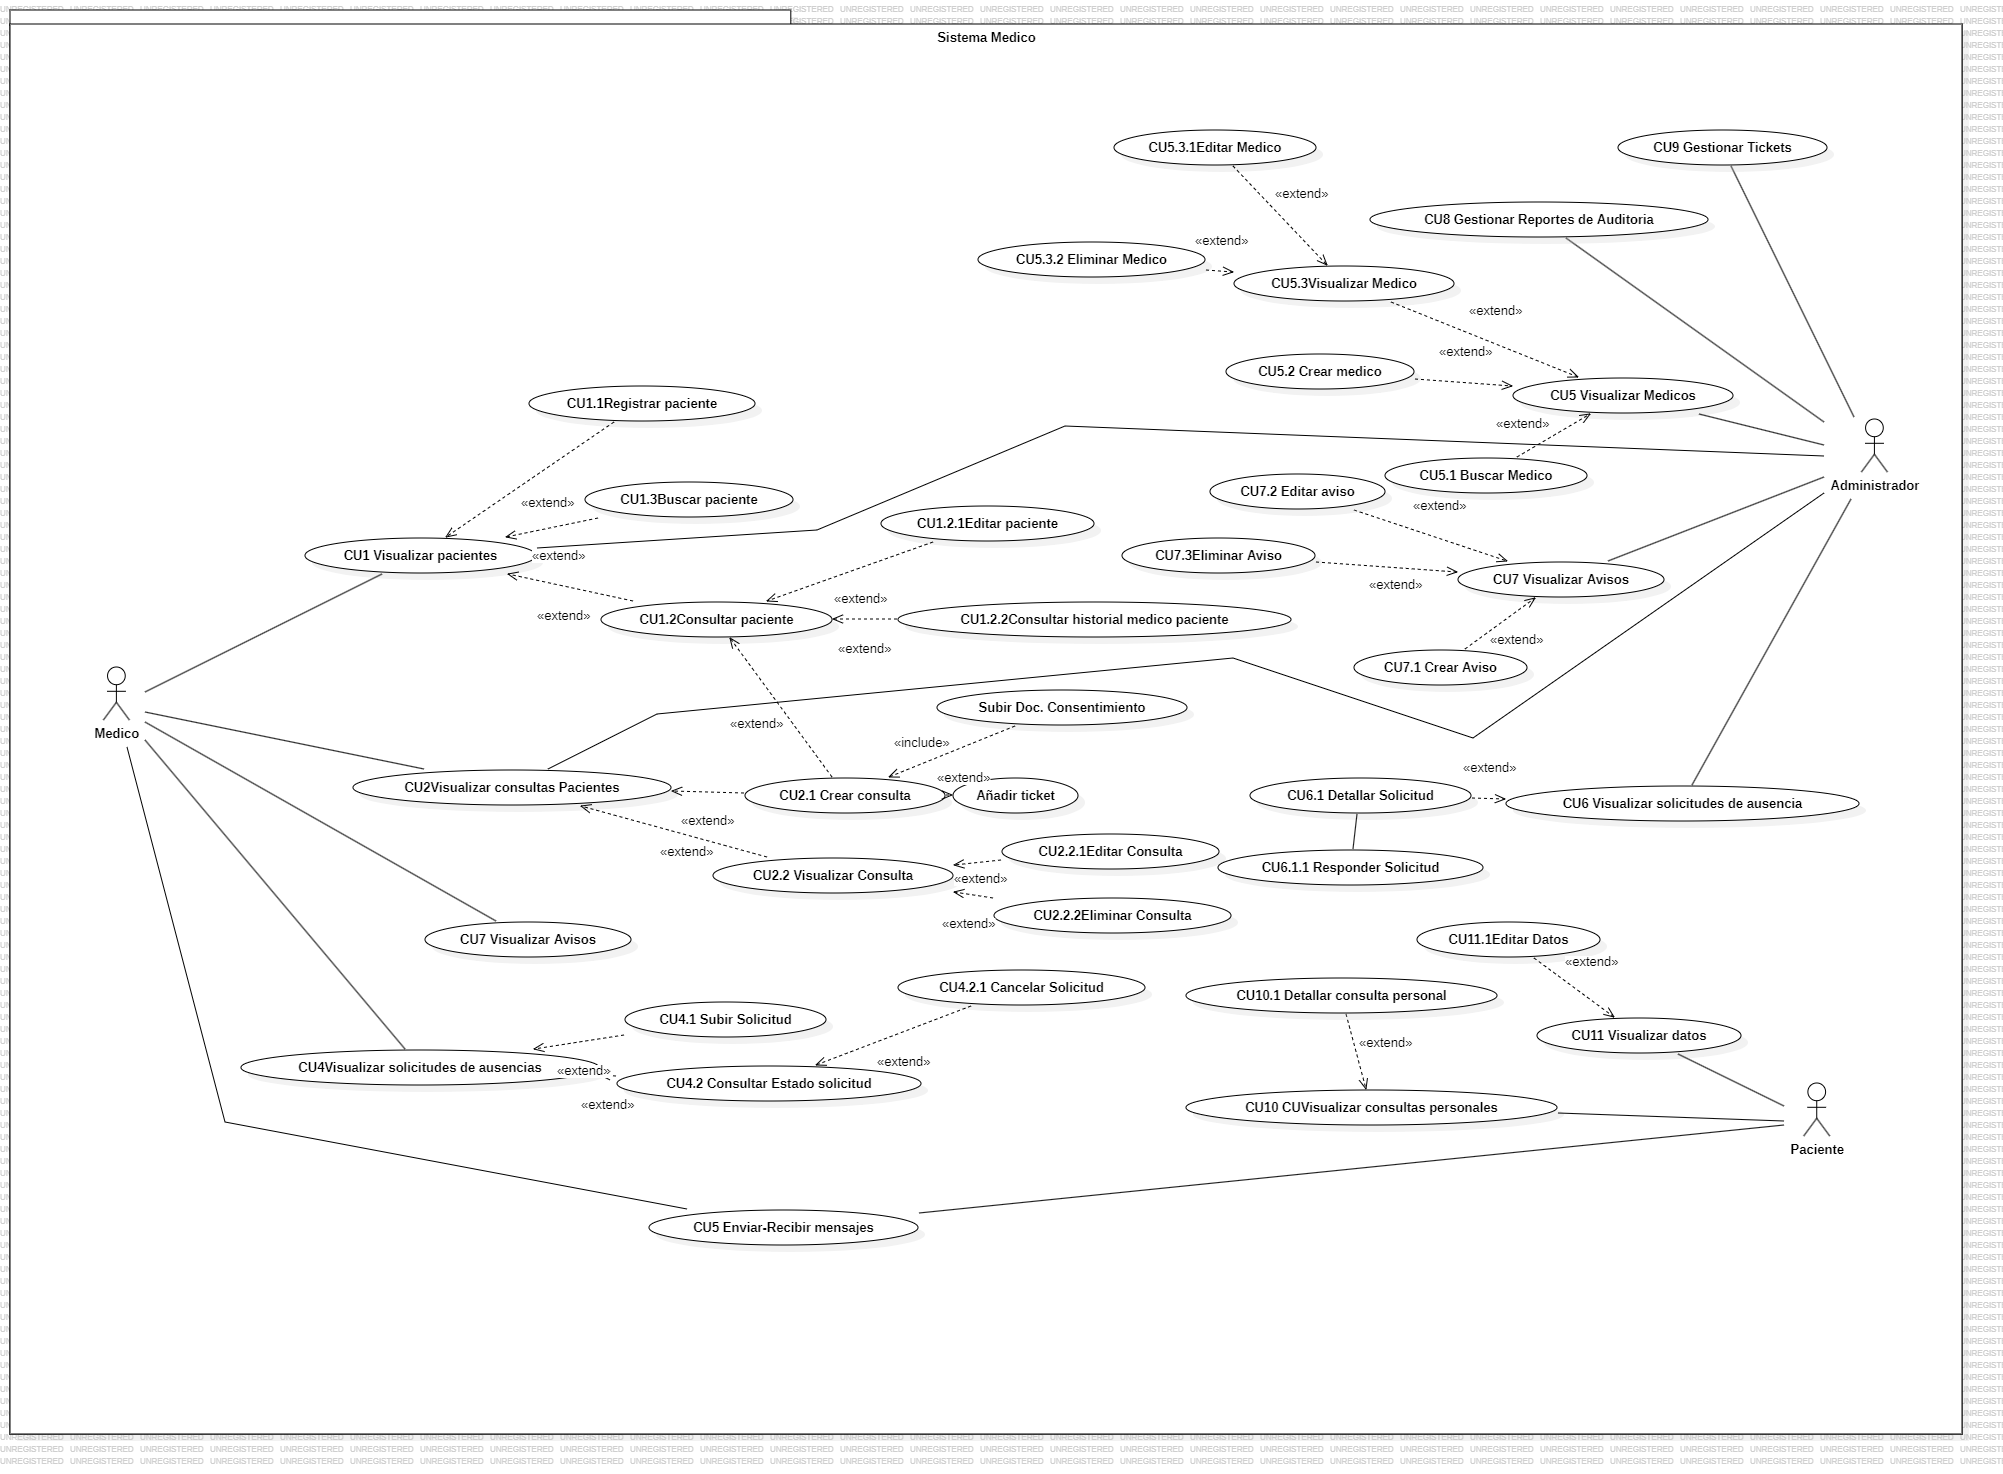 Sistema Medico
CU5.3.1Editar Medico
CU9 Gestionar Tickets
«extend»
CU8 Gestionar Reportes de Auditoria
«extend»
CU5.3.2 Eliminar Medico
CU5.3Visualizar Medico
«extend»
«extend»
CU5.2 Crear medico
CU5 Visualizar Medicos
CU1.1Registrar paciente
«extend»
CU5.1 Buscar Medico
Administrador
CU7.2 Editar aviso
CU1.3Buscar paciente
«extend»
«extend»
CU1.2.1Editar paciente
CU1 Visualizar pacientes
«extend»
CU7.3Eliminar Aviso
CU7 Visualizar Avisos
«extend»
«extend»
«extend»
CU1.2Consultar paciente
CU1.2.2Consultar historial medico paciente
«extend»
«extend»
CU7.1 Crear Aviso
Subir Doc. Consentimiento
«extend»
Medico
«include»
«extend»
«extend»
CU2Visualizar consultas Pacientes
CU2.1 Crear consulta
Añadir ticket
CU6.1 Detallar Solicitud
CU6 Visualizar solicitudes de ausencia
«extend»
«extend»
CU2.2.1Editar Consulta
CU6.1.1 Responder Solicitud
CU2.2 Visualizar Consulta
«extend»
CU2.2.2Eliminar Consulta
«extend»
CU7 Visualizar Avisos
CU11.1Editar Datos
«extend»
CU4.2.1 Cancelar Solicitud
CU10.1 Detallar consulta personal
CU4.1 Subir Solicitud
CU11 Visualizar datos
«extend»
«extend»
CU4Visualizar solicitudes de ausencias
«extend»
CU4.2 Consultar Estado solicitud
«extend»
CU10 CUVisualizar consultas personales
Paciente
CU5 Enviar-Recibir mensajes
UNREGISTERED